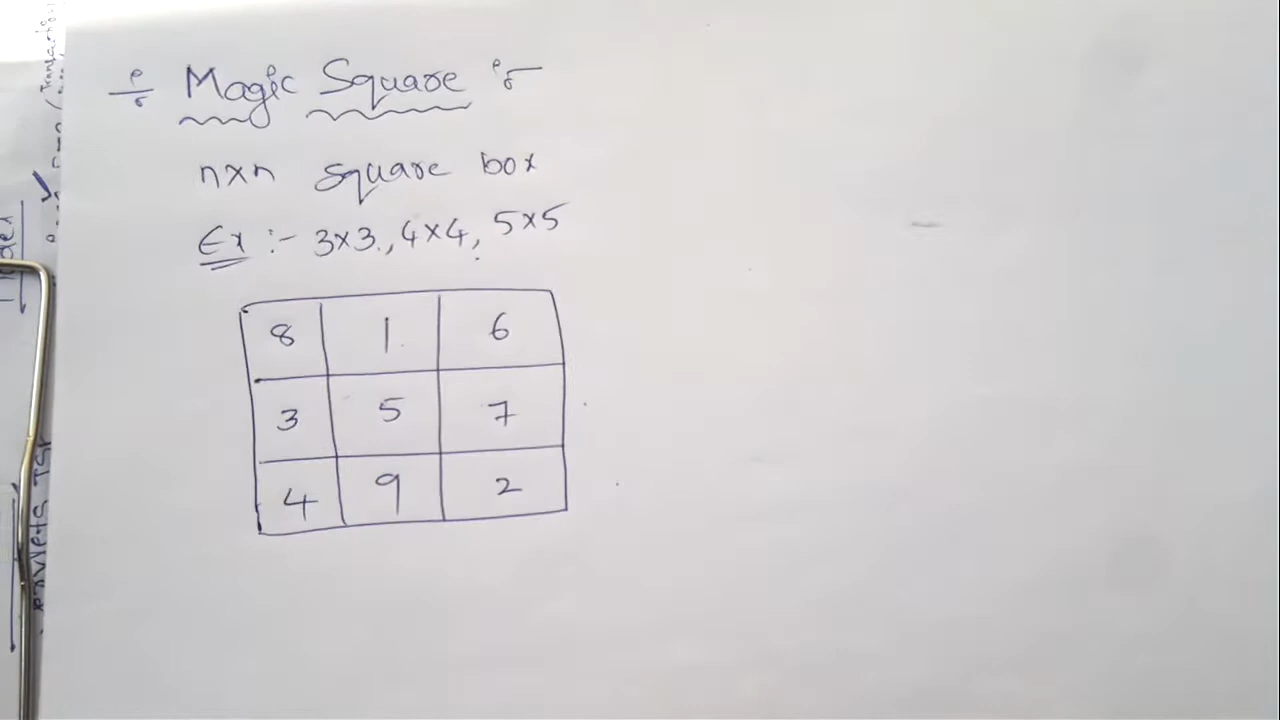 Magic Square :-
nxn Square box
Ex :- 3x3, 4x4, 5x5
8 1 6
3 5 7
4 9 2